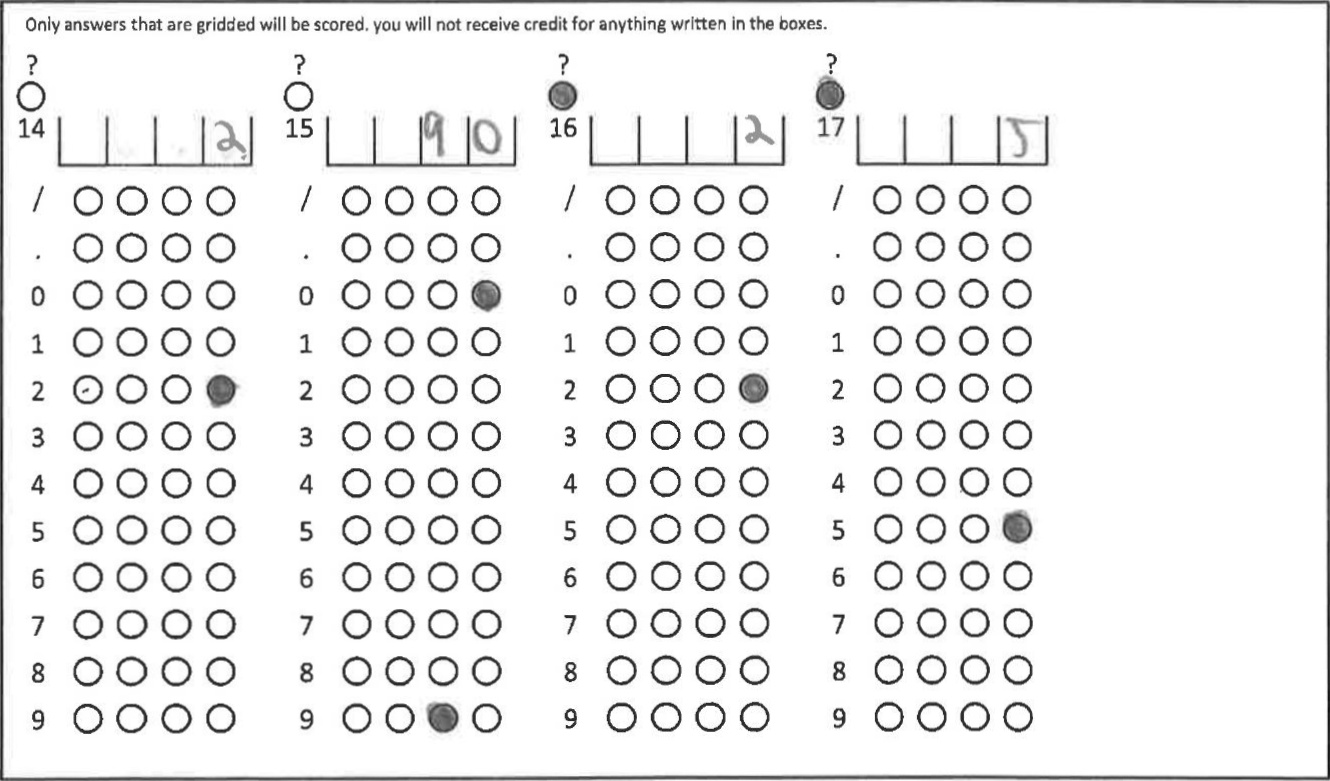 Only answers that are gridded will be scored. you will not receive credit for anything written in the boxes.
? ? ? ?
14 2 15 9 0 16 2 17 5
/ / / /
. . . .
0 0 0 0
1 1 1 1
2 2 2 2
3 3 3 3
4 4 4 4
5 5 5 5
6 6 6 6
7 7 7 7
8 8 8 8
9 9 9 9